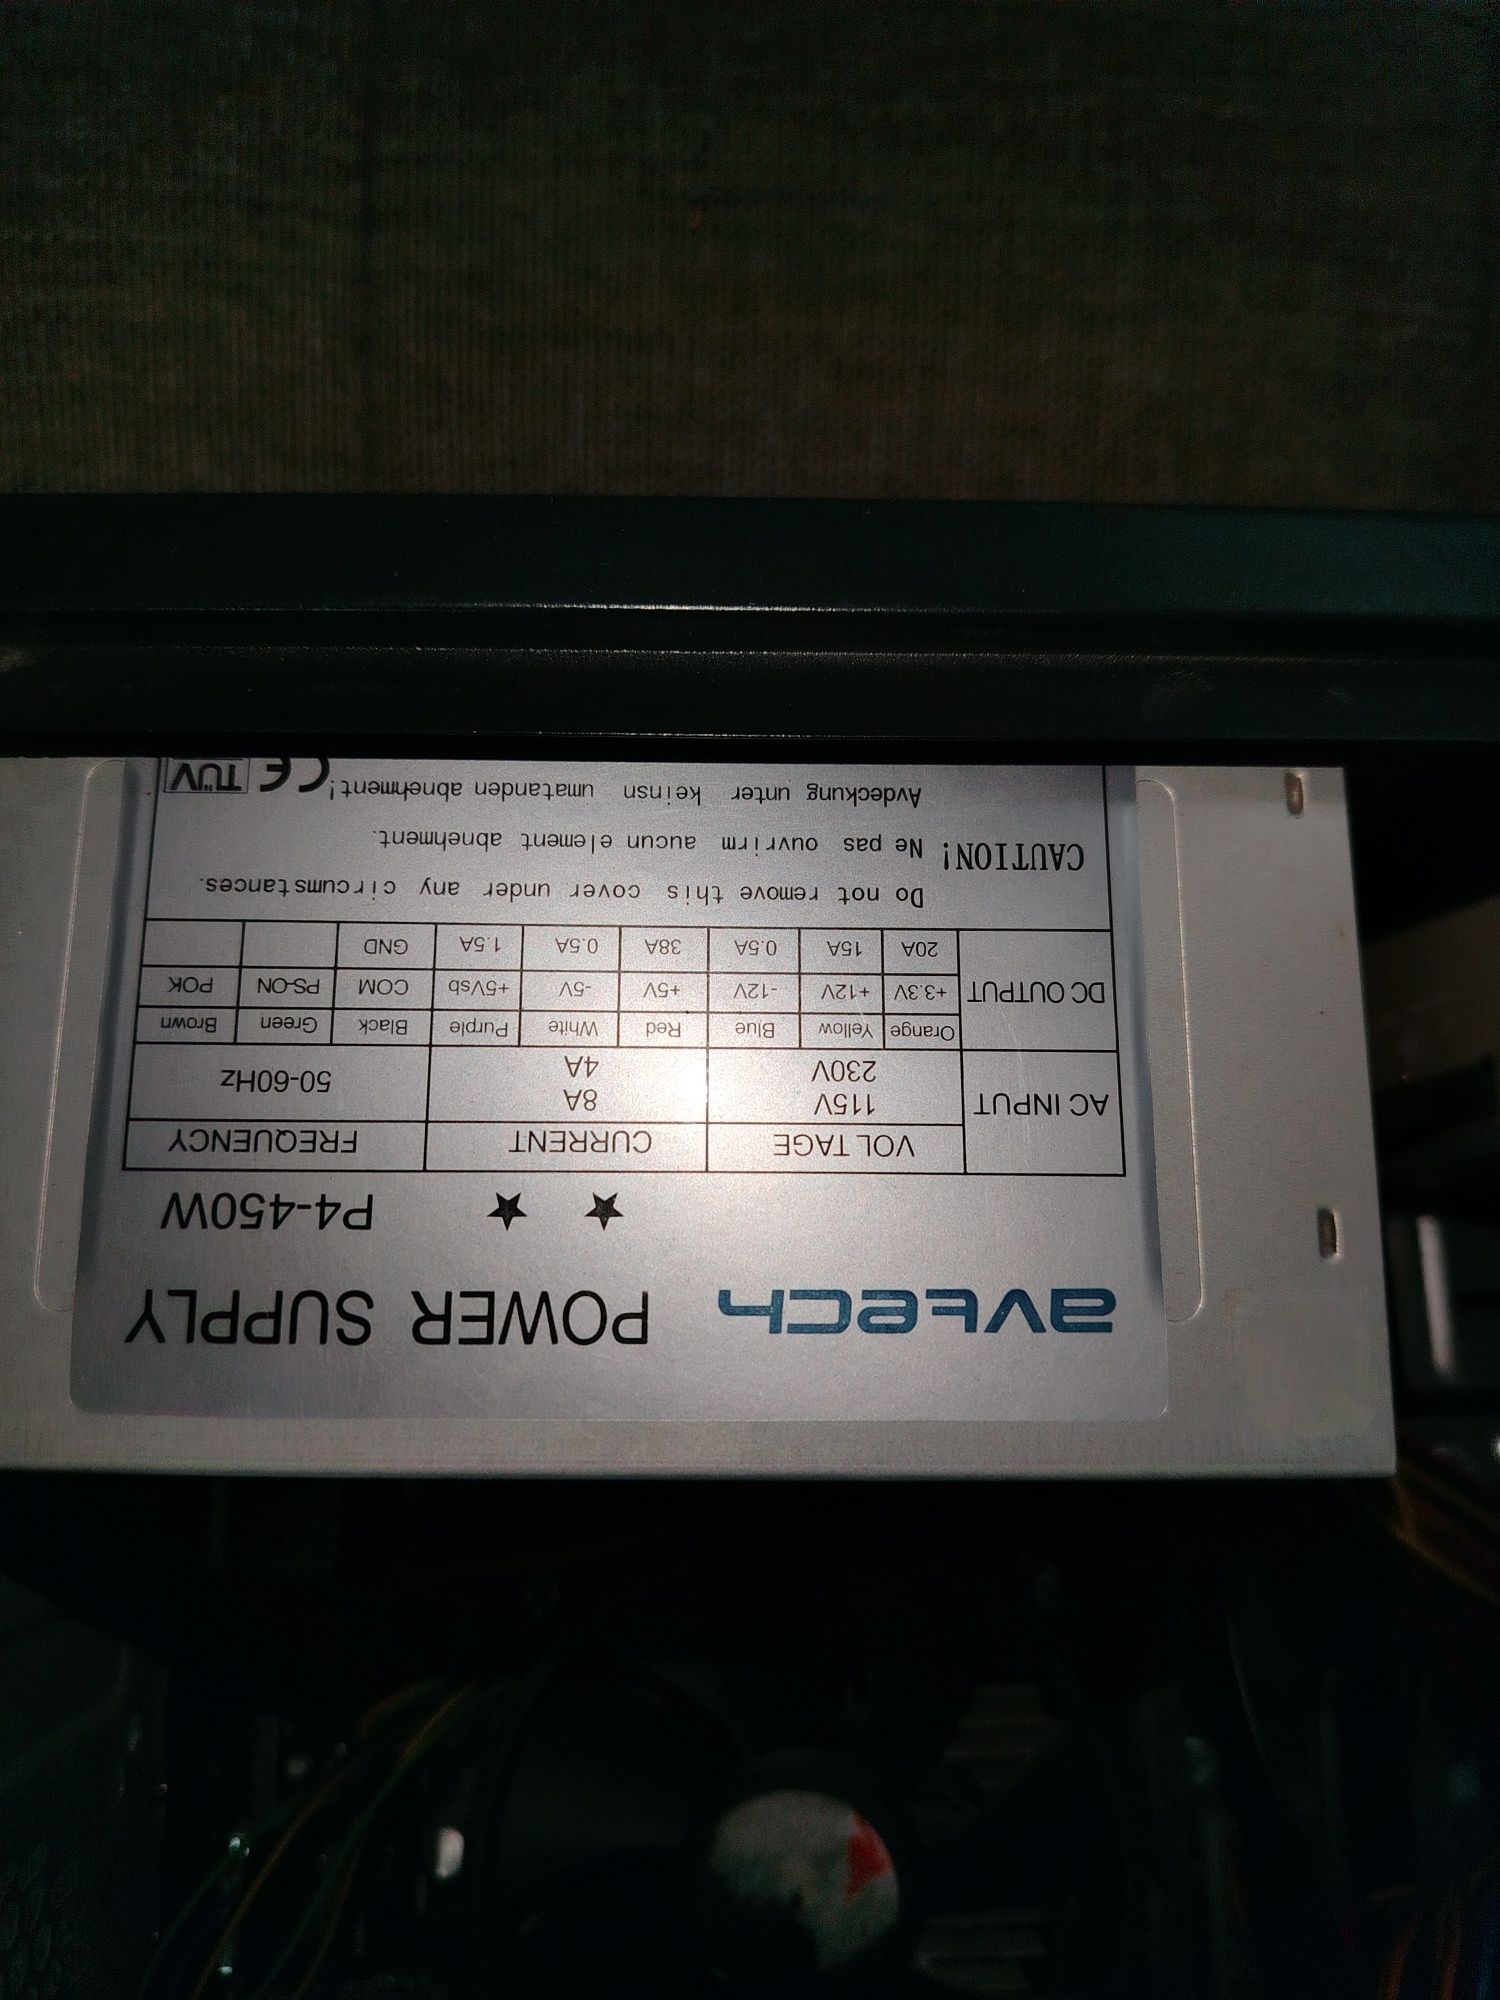 avtech POWER SUPPLY
★ ★ P4-450W
AC INPUT VOLTAGE CURRENT FREQUENCY
115V 8A 50-60Hz
230V 4A
DC OUTPUT Orange Yellow Blue Red White Purple Black Green Brown
+3.3V +12V -12V +5V -5V +5Vsb COM PS-ON POK
20A 15A 0.5A 38A 0.5A 1.5A GND
Do not remove this cover under any circumstances.
CAUTION! Ne pas ouvrirm aucun element abnehment.
Avdeckung unter keinsn umatanden abnehment! CE TÜV